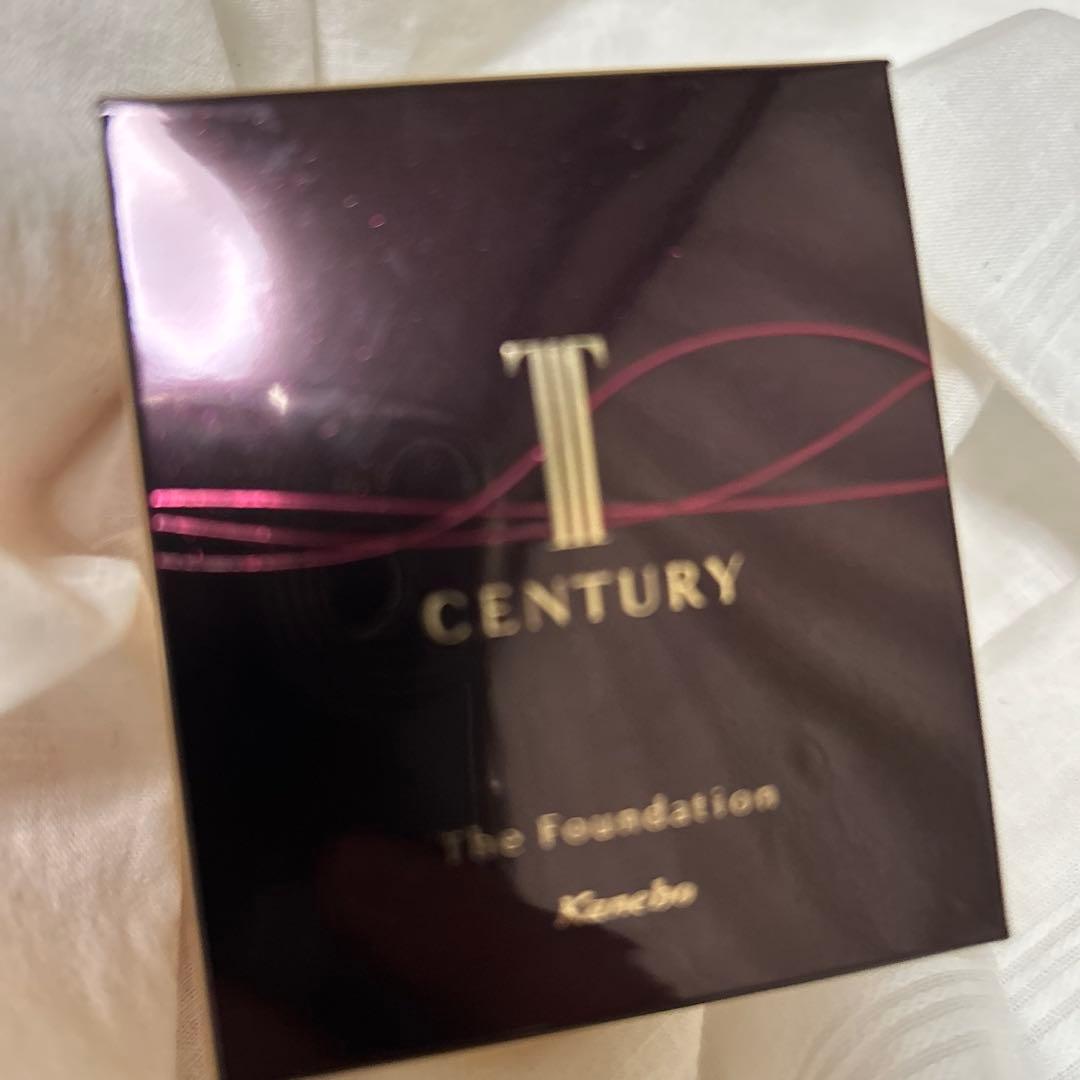 T
CENTURY
The Foundation
Kanebo